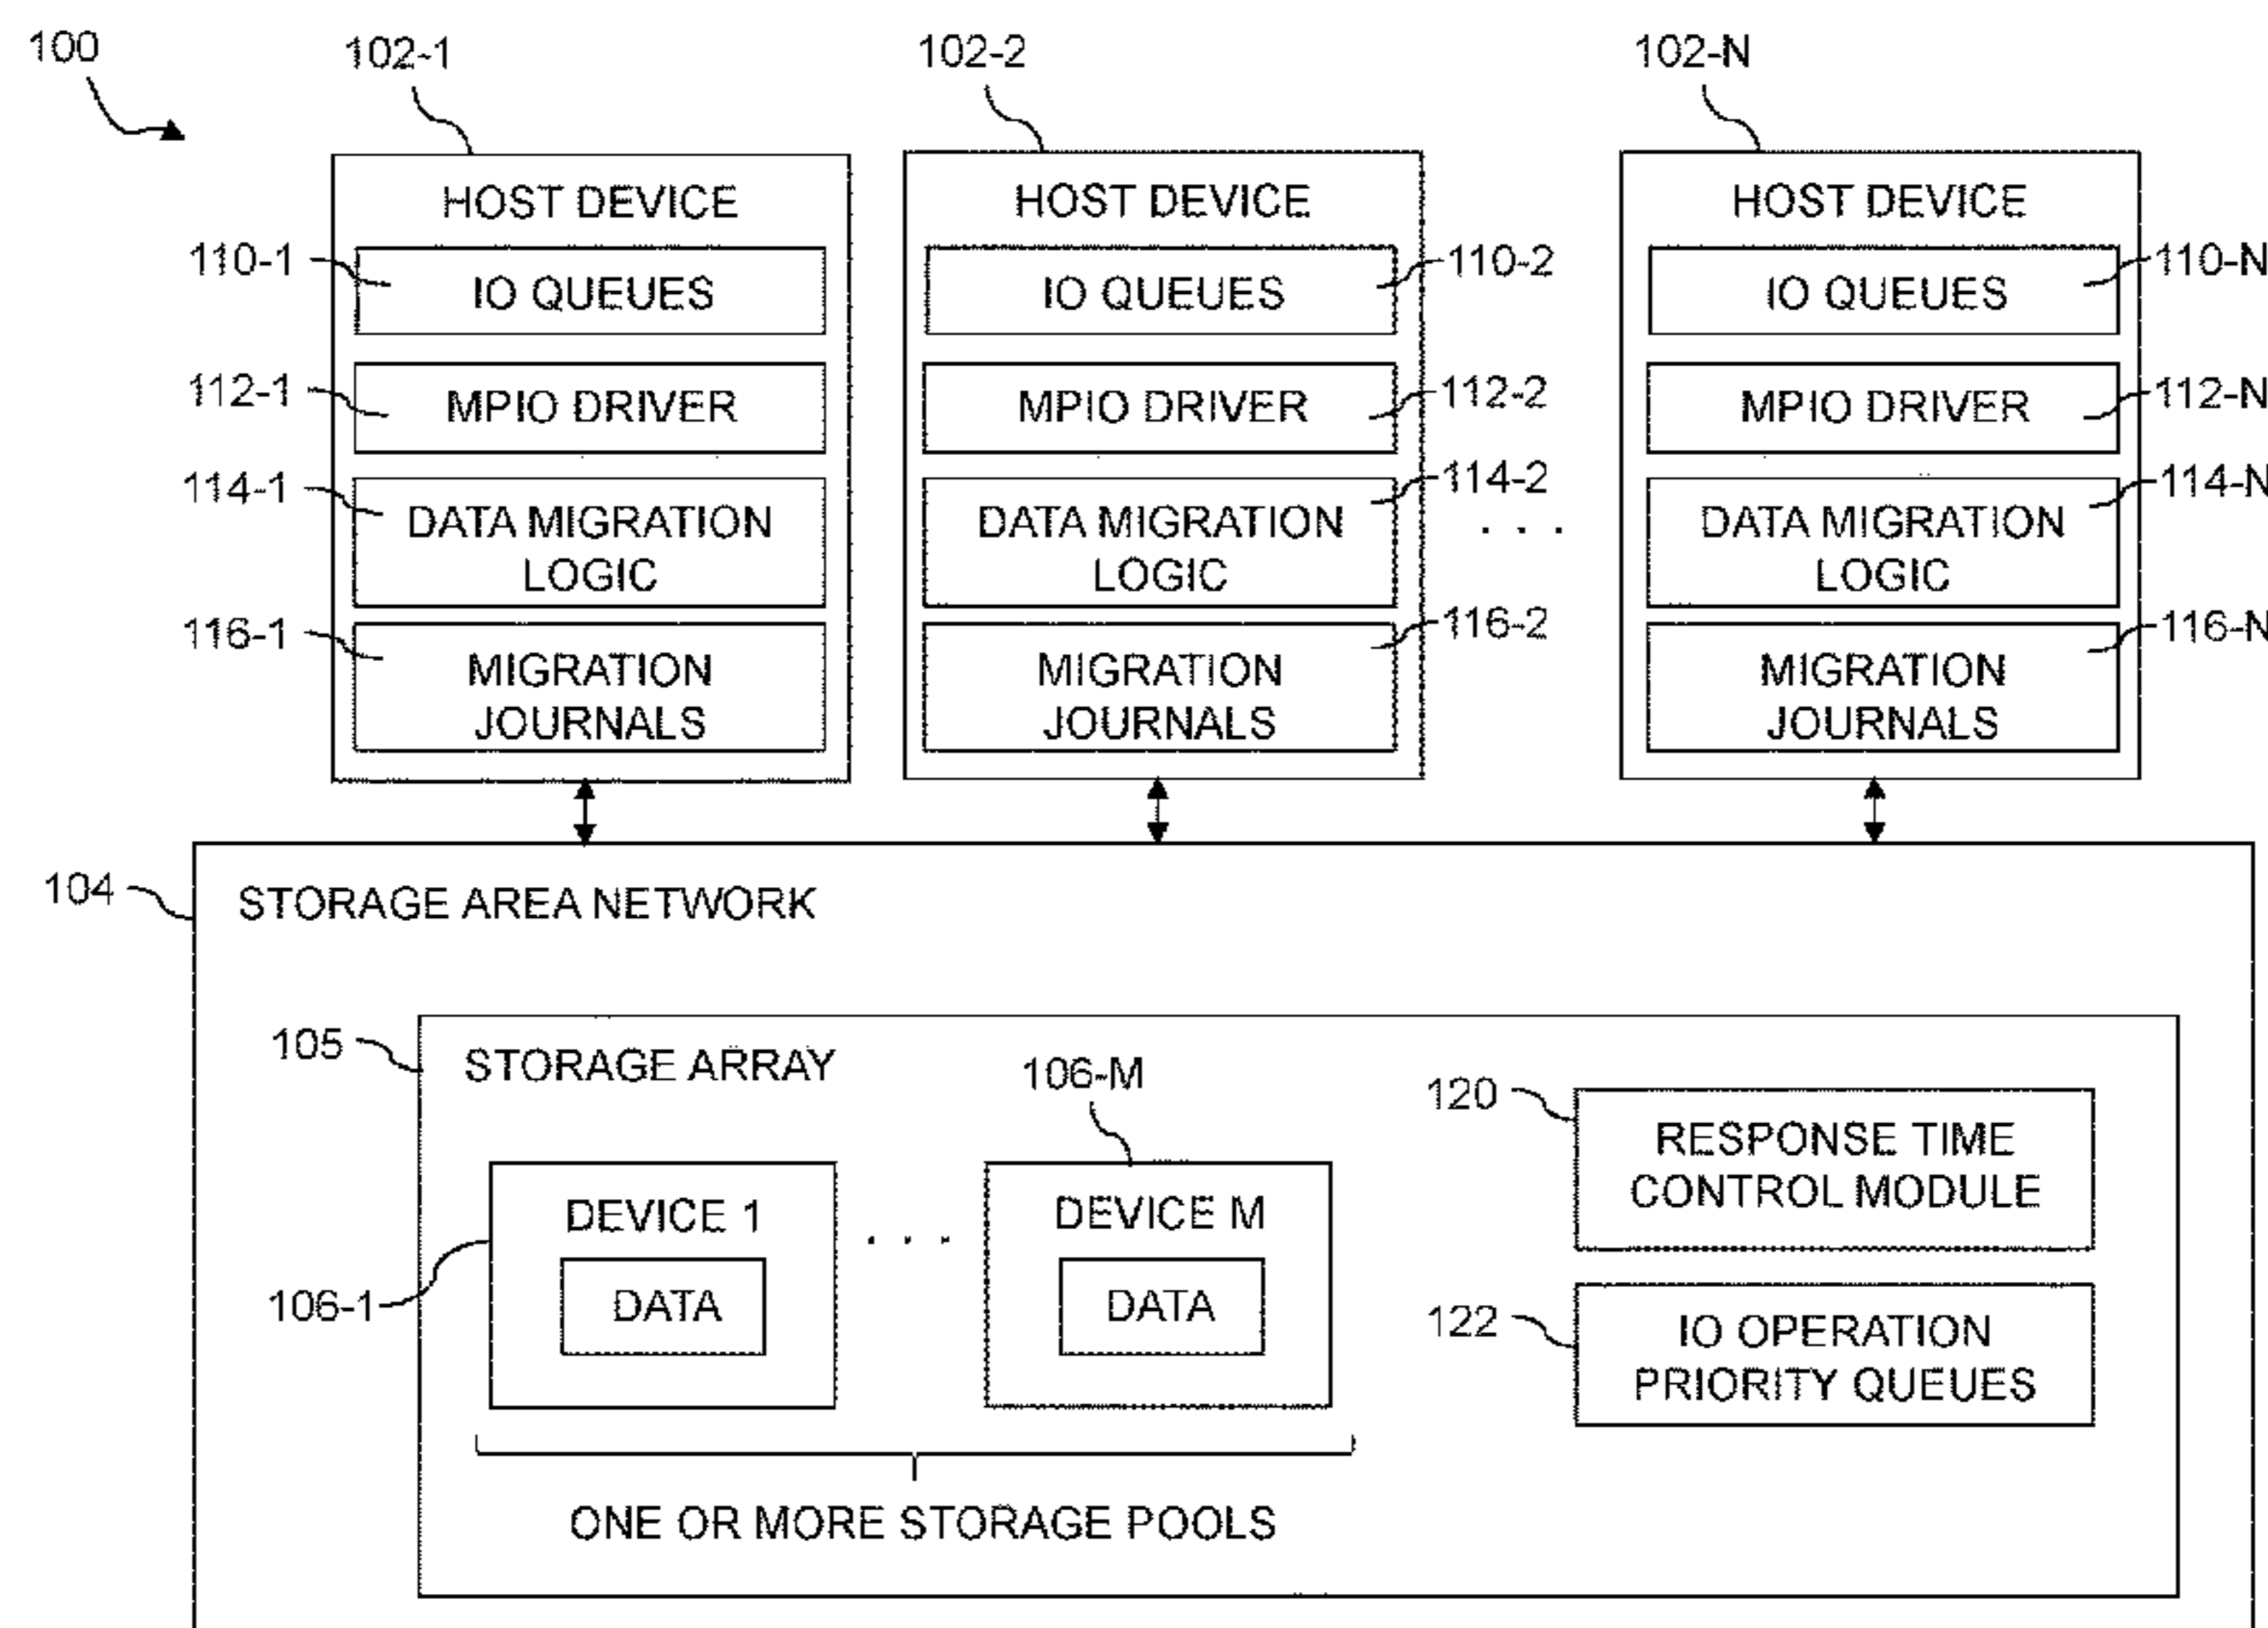 100
102-1
102-2
102-N
HOST DEVICE
HOST DEVICE
HOST DEVICE
110-1
IO QUEUES
IO QUEUES
110-2
IO QUEUES
110-N
112-1
MPIO DRIVER
MPIO DRIVER
112-2
MPIO DRIVER
112-N
114-1
DATA MIGRATION
LOGIC
DATA MIGRATION
LOGIC
114-2
. . .
DATA MIGRATION
LOGIC
114-N
116-1
MIGRATION
JOURNALS
MIGRATION
JOURNALS
116-2
MIGRATION
JOURNALS
116-N
104
STORAGE AREA NETWORK
105
STORAGE ARRAY
106-M
120
RESPONSE TIME
CONTROL MODULE
DEVICE 1
DATA
106-1
. . .
DEVICE M
DATA
122
IO OPERATION
PRIORITY QUEUES
ONE OR MORE STORAGE POOLS